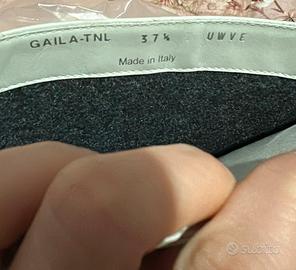 GAILA-TNL 37½ UWVE
Made in Italy
subito